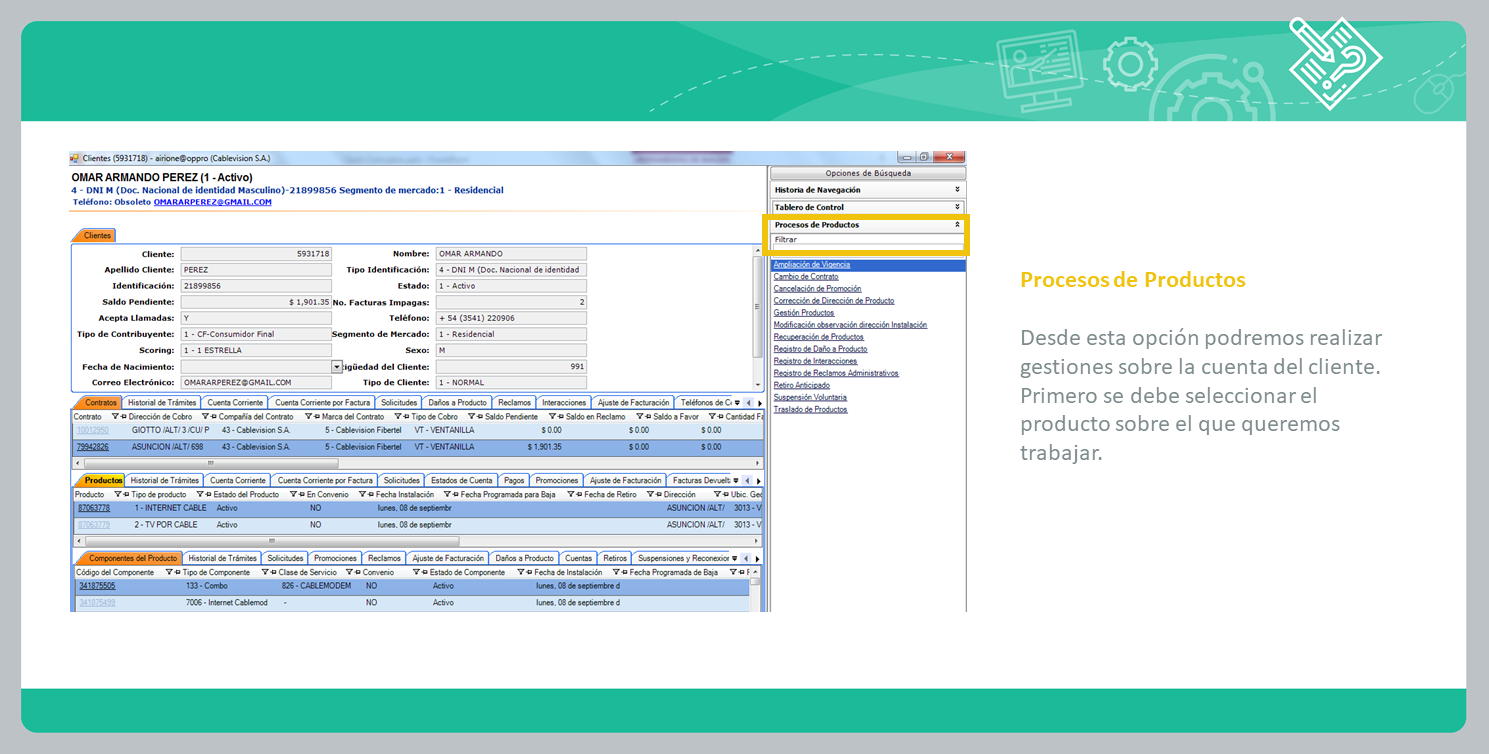 Clientes (5931718) - airione@oppro (Cablevision S.A.)
OMAR ARMANDO PEREZ (1 - Activo)
4 - DNI M (Doc. Nacional de identidad Masculino)-21899856 Segmento de mercado:1 - Residencial
Teléfono: Obsoleto OMARARPEREZ@GMAIL.COM
Clientes
Cliente: 5931718 Nombre: OMAR ARMANDO
Apellido Cliente: PEREZ Tipo Identificación: 4 - DNI M (Doc. Nacional de identidad
Identificación: 21899856 Estado: 1 - Activo
Saldo Pendiente: $ 1,901.35 No. Facturas Impagas: 2
Acepta Llamadas: Y Teléfono: + 54 (3541) 220906
Tipo de Contribuyente: 1 - CF-Consumidor Final Segmento de Mercado: 1 - Residencial
Scoring: 1 - 1 ESTRELLA Sexo: M
Fecha de Nacimiento: tigüedad del Cliente: 991
Correo Electrónico: OMARARPEREZ@GMAIL.COM Tipo de Cliente: 1 - NORMAL
Contratos Historial de Trámites Cuenta Corriente Cuenta Corriente por Factura Solicitudes Daños a Producto Reclamos Interacciones Ajuste de Facturación Teléfonos de Co
Contrato Dirección de Cobro Compañía del Contrato Marca del Contrato Tipo de Cobro Saldo Pendiente Saldo en Reclamo Saldo a Favor Cantidad Fa
10012950 GIOTTO /ALT/ 3 /CU/ P 43 - Cablevision S.A. 5 - Cablevision Fibertel VT - VENTANILLA $ 0.00 $ 0.00 $ 0.00
79942826 ASUNCION /ALT/ 698 43 - Cablevision S.A. 5 - Cablevision Fibertel VT - VENTANILLA $ 1,901.35 $ 0.00 $ 0.00
Productos Historial de Trámites Cuenta Corriente Cuenta Corriente por Factura Solicitudes Estados de Cuenta Pagos Promociones Ajuste de Facturación Facturas Devuelt
Producto Tipo de producto Estado del Producto En Convenio Fecha Instalación Fecha Programada para Baja Fecha de Retiro Dirección Ubic. Geo
87063778 1 - INTERNET CABLE Activo NO lunes, 08 de septiembr ASUNCION /ALT/ 3013 - V
87063779 2 - TV POR CABLE Activo NO lunes, 08 de septiembr ASUNCION /ALT/ 3013 - V
Componentes del Producto Historial de Trámites Solicitudes Promociones Reclamos Ajuste de Facturación Daños a Producto Cuentas Retiros Suspensiones y Reconexion
Código del Componente Tipo de Componente Clase de Servicio Convenio Estado de Componente Fecha de Instalación Fecha Programada de Baja F
341875505 133 - Combo 826 - CABLEMODEM NO Activo lunes, 08 de septiembre d
341875499 7006 - Internet Cablemod - NO Activo lunes, 08 de septiembre d
Opciones de Búsqueda
Historia de Navegación
Tablero de Control
Procesos de Productos
Filtrar
Ampliación de Vigencia
Cambio de Contrato
Cancelación de Promoción
Corrección de Dirección de Producto
Gestión Productos
Modificación observación dirección Instalación
Recuperación de Productos
Registro de Daño a Producto
Registro de Interacciones
Registro de Reclamos Administrativos
Retiro Anticipado
Suspensión Voluntaria
Traslado de Productos
Procesos de Productos
Desde esta opción podremos realizar
gestiones sobre la cuenta del cliente.
Primero se debe seleccionar el
producto sobre el que queremos
trabajar.